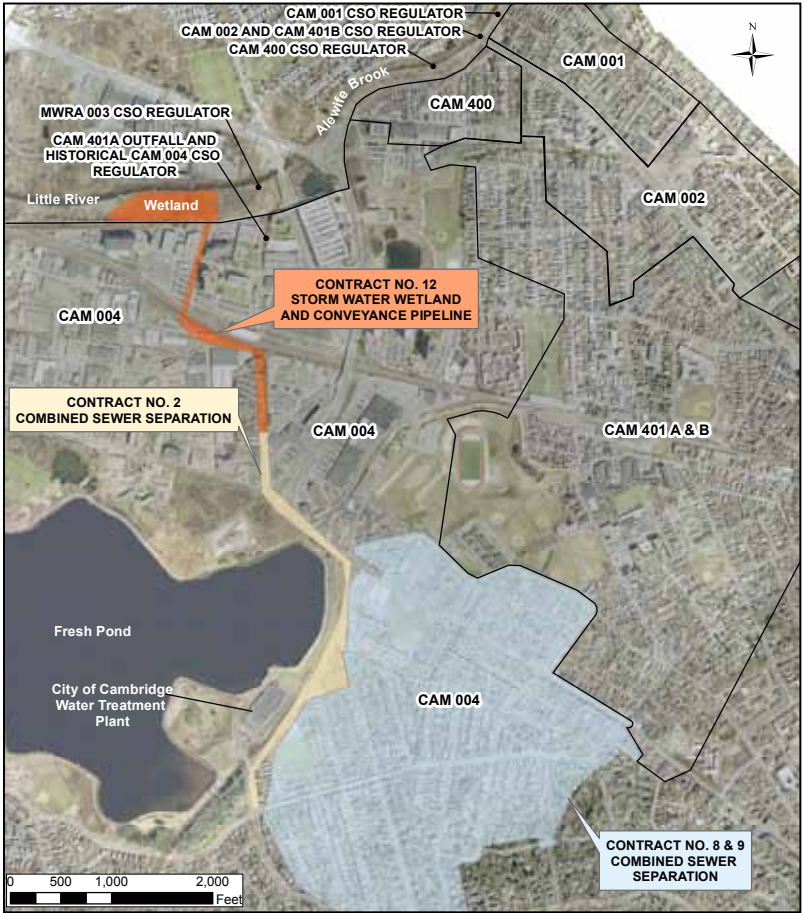 CAM 001 CSO REGULATOR
CAM 002 AND CAM 401B CSO REGULATOR
CAM 400 CSO REGULATOR
N
CAM 001
Alewife Brook
CAM 400
MWRA 003 CSO REGULATOR
CAM 401A OUTFALL AND
HISTORICAL CAM 004 CSO
REGULATOR
Little River
Wetland
CAM 002
CONTRACT NO. 12
STORM WATER WETLAND
AND CONVEYANCE PIPELINE
CAM 004
CONTRACT NO. 2
COMBINED SEWER SEPARATION
CAM 004
CAM 401 A & B
Fresh Pond
City of Cambridge
Water Treatment
Plant
CAM 004
CONTRACT NO. 8 & 9
COMBINED SEWER
SEPARATION
0 500 1,000 2,000
Feet